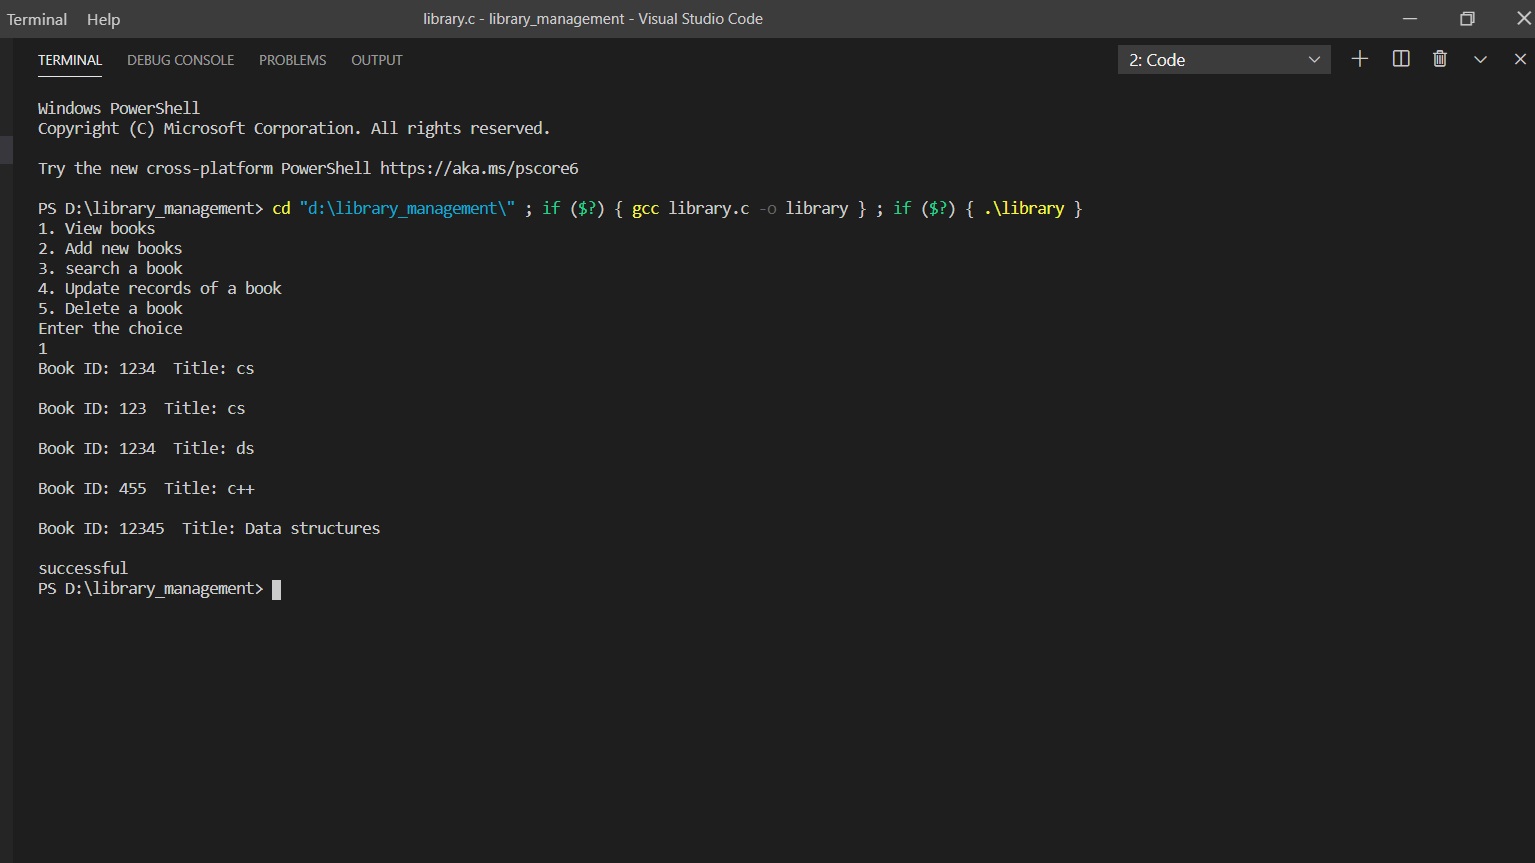 Terminal Help library.c - library_management - Visual Studio Code
TERMINAL DEBUG CONSOLE PROBLEMS OUTPUT 2: Code
Windows PowerShell
Copyright (C) Microsoft Corporation. All rights reserved.
Try the new cross-platform PowerShell https://aka.ms/pscore6
PS D:\library_management> cd "d:\library_management\" ; if ($?) { gcc library.c -o library } ; if ($?) { .\library }
1. View books
2. Add new books
3. search a book
4. Update records of a book
5. Delete a book
Enter the choice
1
Book ID: 1234  Title: cs
Book ID: 123  Title: cs
Book ID: 1234  Title: ds
Book ID: 455  Title: c++
Book ID: 12345  Title: Data structures
successful
PS D:\library_management>